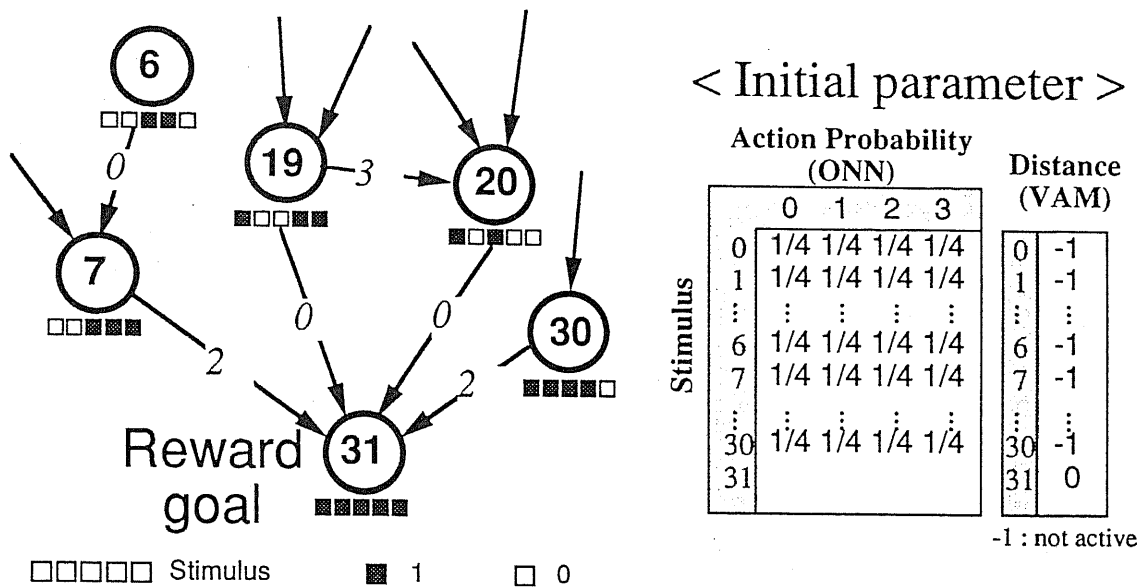 6
0
19
3
20
7
0
0
30
2
2
31
Reward
goal
Stimulus 1 0
< Initial parameter >
Action Probability
(ONN)
Distance
(VAM)
Stimulus
0 1 2 3
0 1/4 1/4 1/4 1/4 0 -1
1 1/4 1/4 1/4 1/4 1 -1
⋮ ⋮ ⋮ ⋮ ⋮ ⋮ ⋮
6 1/4 1/4 1/4 1/4 6 -1
7 1/4 1/4 1/4 1/4 7 -1
⋮ ⋮ ⋮ ⋮ ⋮ ⋮ ⋮
30 1/4 1/4 1/4 1/4 30 -1
31 31 0
-1 : not active